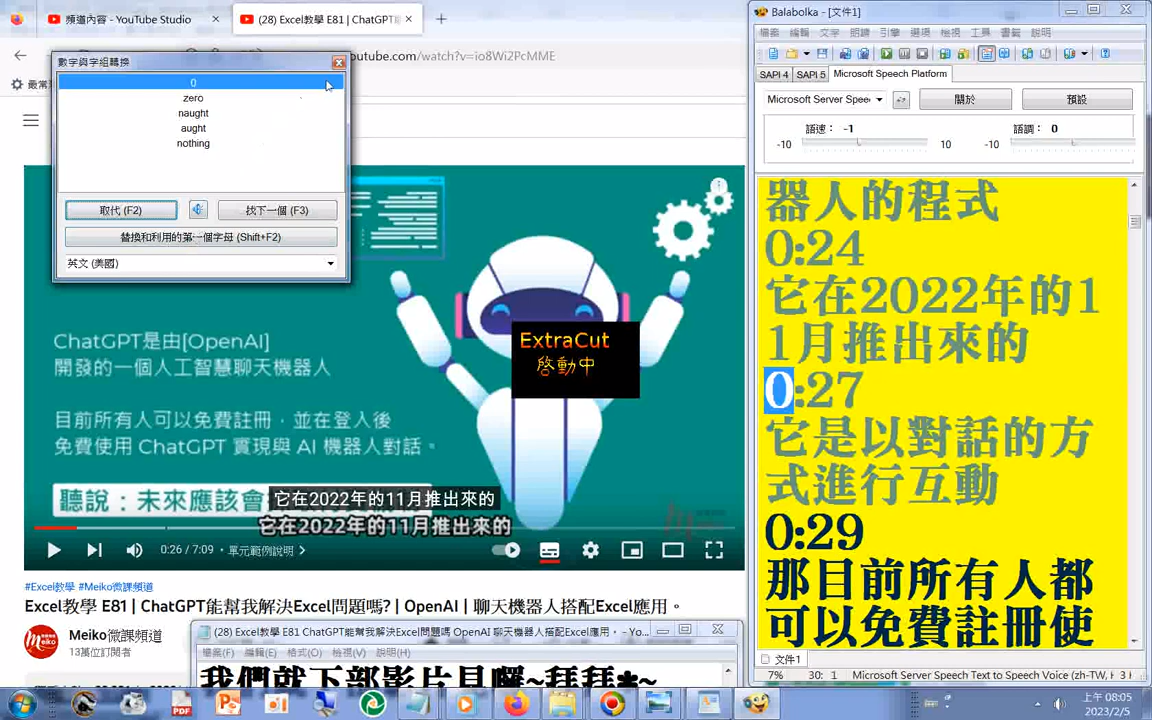 頻道內容 - YouTube Studio
(28) Excel教學 E81 | ChatGPT能
Balabolka - [文件1]
youtube.com/watch?v=io8Wi2PcMME
最常
數字與字組轉換
0
zero
naught
aught
nothing
取代 (F2)
找下一個 (F3)
替換和利用的第一個字母 (Shift+F2)
英文 (美國)
檔案 編輯 文字 朗讀 引擎 選項 檢視 工具 書籤 說明
SAPI 4 SAPI 5 Microsoft Speech Platform
Microsoft Server Spee
關於
預設
語速： -1
語調： 0
-10 10 -10 10
器人的程式
0:24
它在2022年的1
1月推出來的
0:27
它是以對話的方
式進行互動
0:29
那目前所有人都
可以免費註冊使
文件1
7% 30: 1 Microsoft Server Speech Text to Speech Voice (zh-TW, H
ChatGPT是由[OpenAI]
開發的一個人工智慧聊天機器人
目前所有人可以免費註冊，並在登入後
免費使用 ChatGPT 實現與 AI 機器人對話。
ExtraCut
啓動中
聽說：未來應該會
它在2022年的11月推出來的
它在2022年的11月推出來的
0:26 / 7:09 · 單元範例說明
#Excel教學 #Meiko微課頻道
Excel教學 E81 | ChatGPT能幫我解決Excel問題嗎? | OpenAI | 聊天機器人搭配Excel應用。
Meiko微課頻道
13萬位訂閱者
(28) Excel教學 E81 ChatGPT能幫我解決Excel問題嗎 OpenAI 聊天機器人搭配Excel應用， - Yo...
檔案(F) 編輯(E) 格式(O) 檢視(V) 說明(H)
我們就下部影片見囉~拜拜*~
上午 08:05
2023/2/5